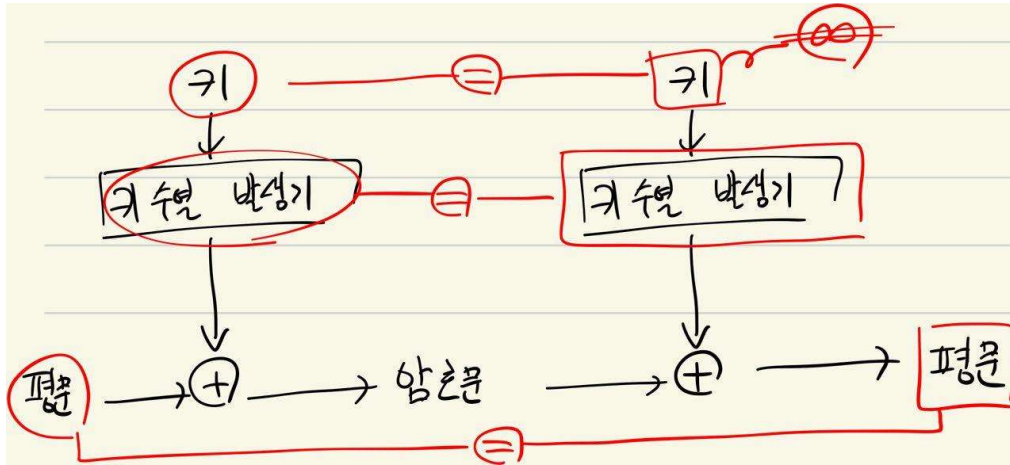 키 = 키 ∞
키 수열 발생기 = 키 수열 발생기
평문 + 암호문 + 평문
=